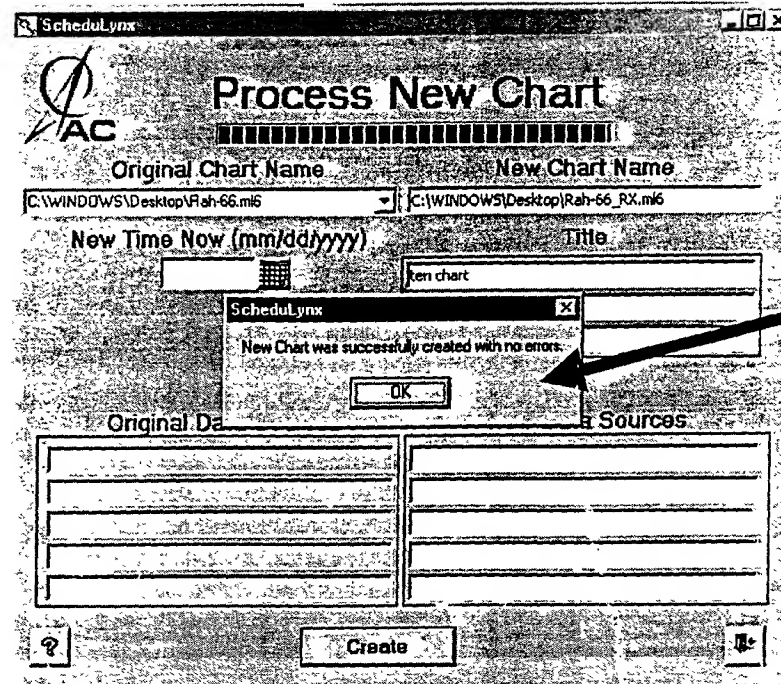 ScheduLynx
AC
Process New Chart
Original Chart Name
New Chart Name
C:\WINDOWS\Desktop\Rah-66.ml6
C:\WINDOWS\Desktop\Rah-66_RX.ml6
New Time Now (mm/dd/yyyy)
Title
ten chart
ScheduLynx
New Chart was successfully created with no errors.
OK
Original Da
a Sources
?
Create